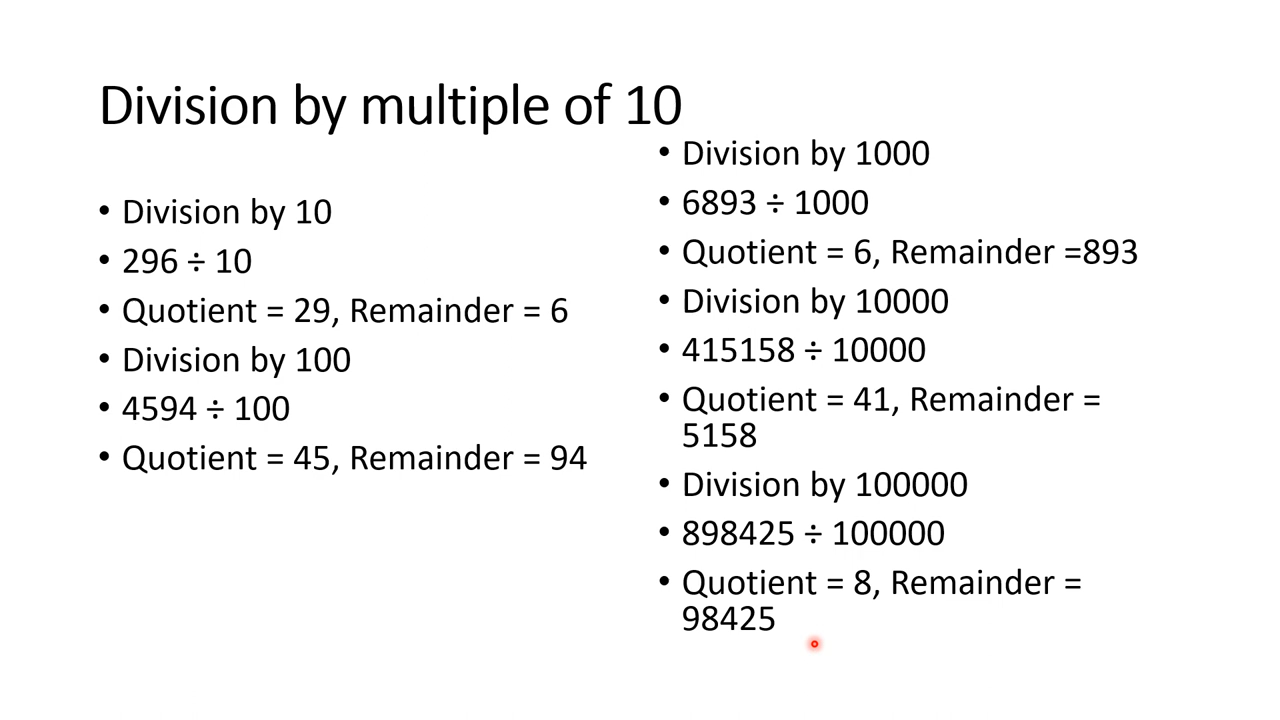 Division by multiple of 10
• Division by 10
• 296 ÷ 10
• Quotient = 29, Remainder = 6
• Division by 100
• 4594 ÷ 100
• Quotient = 45, Remainder = 94
• Division by 1000
• 6893 ÷ 1000
• Quotient = 6, Remainder =893
• Division by 10000
• 415158 ÷ 10000
• Quotient = 41, Remainder =
5158
• Division by 100000
• 898425 ÷ 100000
• Quotient = 8, Remainder =
98425